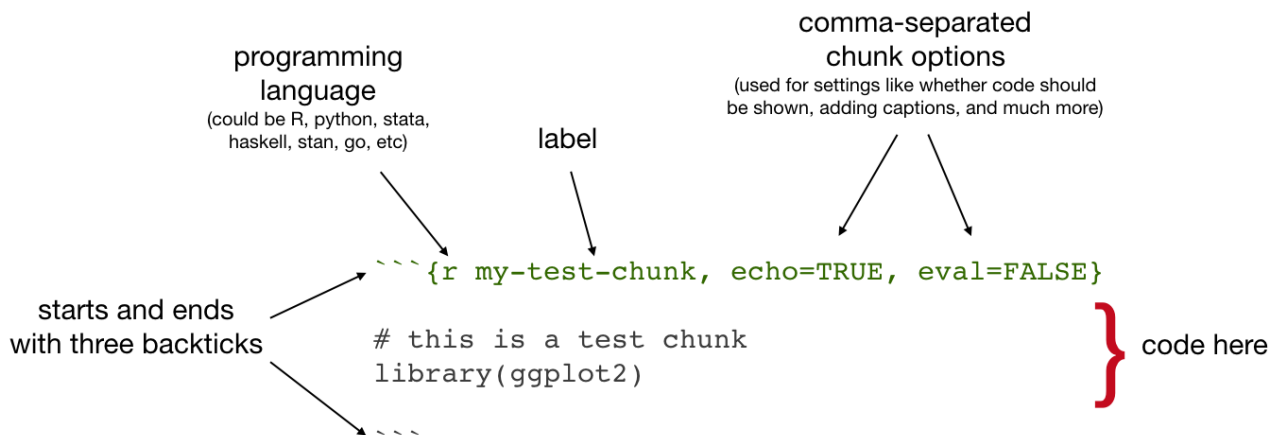 comma-separated
chunk options
(used for settings like whether code should
be shown, adding captions, and much more)
programming
language
(could be R, python, stata,
haskell, stan, go, etc)
label
```{r my-test-chunk, echo=TRUE, eval=FALSE}
starts and ends
with three backticks
# this is a test chunk
library(ggplot2)
}
code here
```